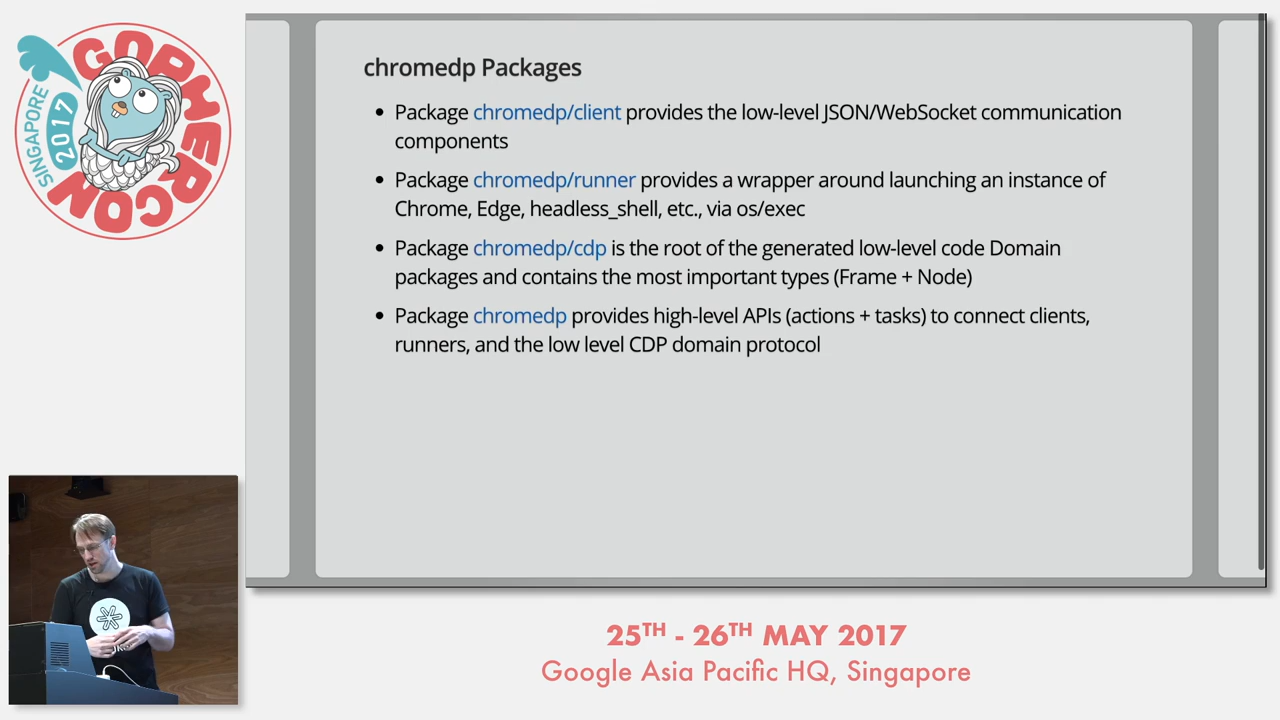 GOPHERCON
SINGAPORE
2017
chromedp Packages
• Package chromedp/client provides the low-level JSON/WebSocket communication
components
• Package chromedp/runner provides a wrapper around launching an instance of
Chrome, Edge, headless_shell, etc., via os/exec
• Package chromedp/cdp is the root of the generated low-level code Domain
packages and contains the most important types (Frame + Node)
• Package chromedp provides high-level APIs (actions + tasks) to connect clients,
runners, and the low level CDP domain protocol
25TH - 26TH MAY 2017
Google Asia Pacific HQ, Singapore